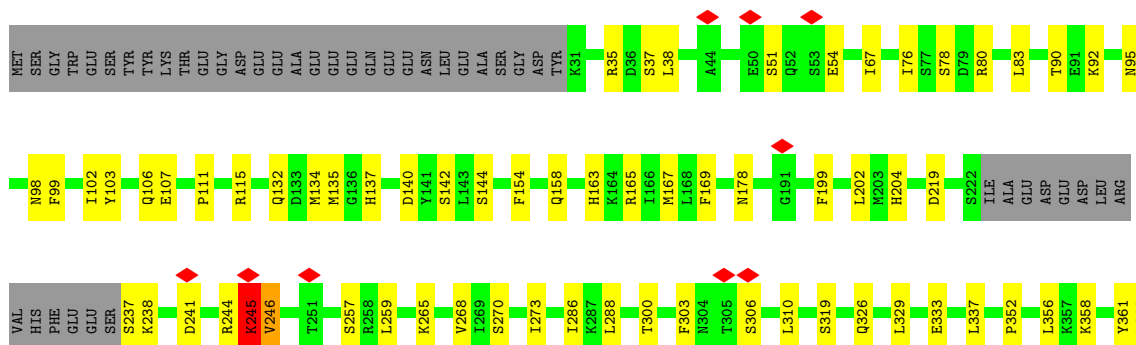 MET SER GLY TRP GLU SER TYR TYR LYS THR GLU GLY ASP GLU GLU ALA GLU GLU GLU GLN GLU GLU ASN LEU GLU ALA SER GLY ASP TYR K31 R35 D36 S37 L38 A44 E50 S51 Q52 S53 E54 I67 I76 S77 S78 D79 R80 L83 T90 E91 K92 N95
N98 F99 I102 Y103 Q106 E107 P111 R115 Q132 D133 M134 M135 G136 H137 D140 Y141 S142 L143 S144 F154 Q158 H163 K164 R165 I166 M167 L168 F169 N178 G191 F199 L202 M203 H204 D219 S222 ILE ALA GLU ASP GLU ASP LEU ARG
VAL HIS PHE GLU GLU SER S237 K238 D241 R244 K245 V246 T251 S257 R258 L259 K265 V268 I269 S270 I273 I286 K287 L288 T300 F303 N304 T305 S306 L310 S319 Q326 L329 E333 L337 P352 L356 K357 K358 Y361